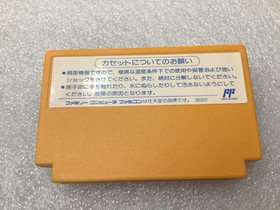 カセットについてのお願い
●精密機器ですので、極端な温度条件下での使用や保管および強い
ショックをさけてください。また、絶対に分解しないでください。
●端子部に手を触れたり、水にぬらしたりして汚さないようにして
ください。故障の原因となります。
ファミリーコンピュータ ファミコンは任天堂の商標です。